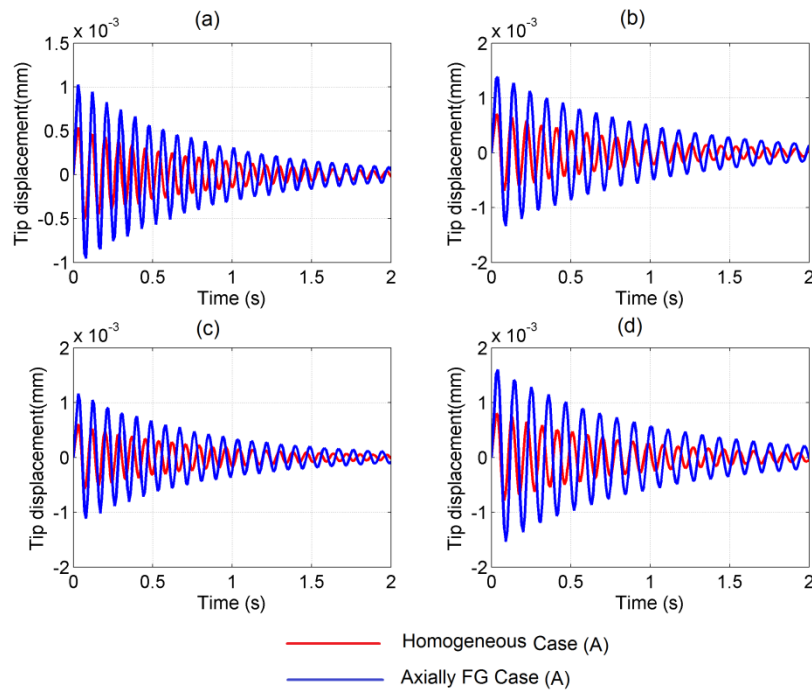 (a)
x 10⁻³
Tip displacement(mm)
1.5
1
0.5
0
-0.5
-1
0 0.5 1 1.5 2
Time (s)
(b)
x 10⁻³
Tip displacement(mm)
2
1
0
-1
-2
0 0.5 1 1.5 2
Time (s)
(c)
x 10⁻³
Tip displacement(mm)
2
1
0
-1
-2
0 0.5 1 1.5 2
Time (s)
(d)
x 10⁻³
Tip displacement(mm)
2
1
0
-1
-2
0 0.5 1 1.5 2
Time (s)
Homogeneous Case (A)
Axially FG Case (A)